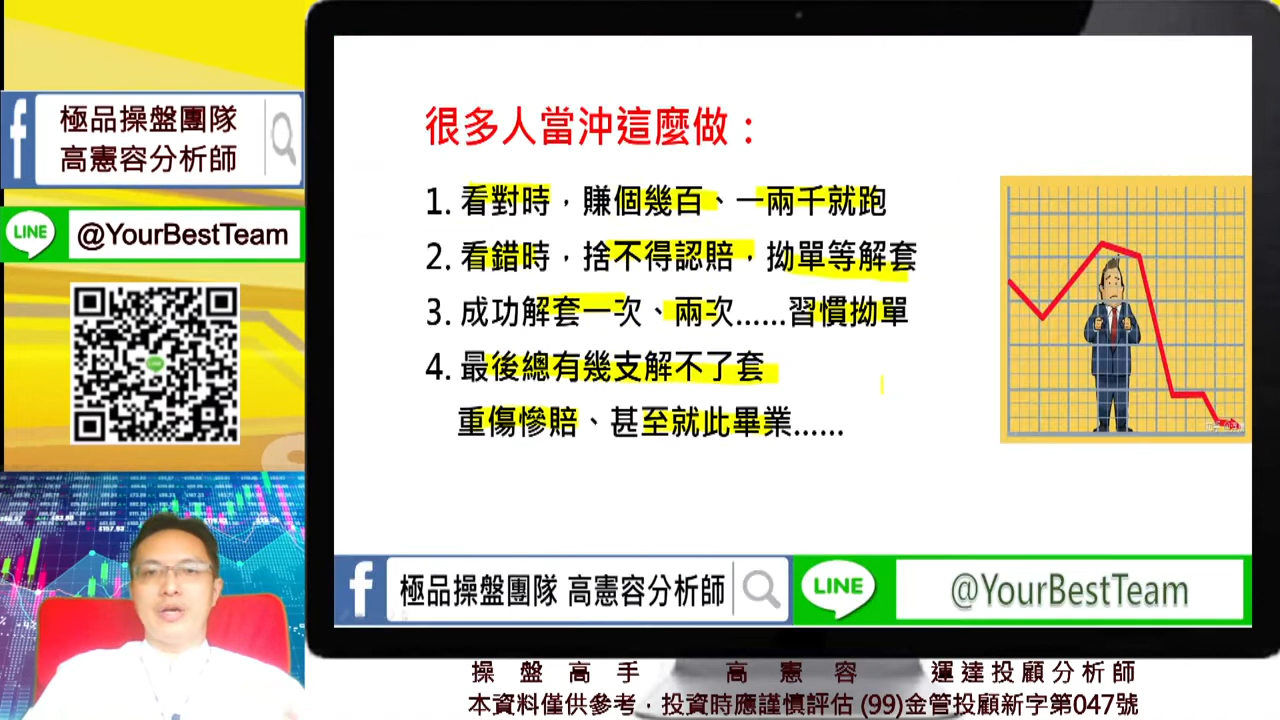 極品操盤團隊
高憲容分析師
LINE
@YourBestTeam
很多人當沖這麼做：
1. 看對時，賺個幾百、一兩千就跑
2. 看錯時，捨不得認賠，拗單等解套
3. 成功解套一次、兩次......習慣拗單
4. 最後總有幾支解不了套
重傷慘賠、甚至就此畢業......
極品操盤團隊 高憲容分析師
LINE
@YourBestTeam
操盤高手 高憲容 運達投顧分析師
本資料僅供參考，投資時應謹慎評估 (99)金管投顧新字第047號